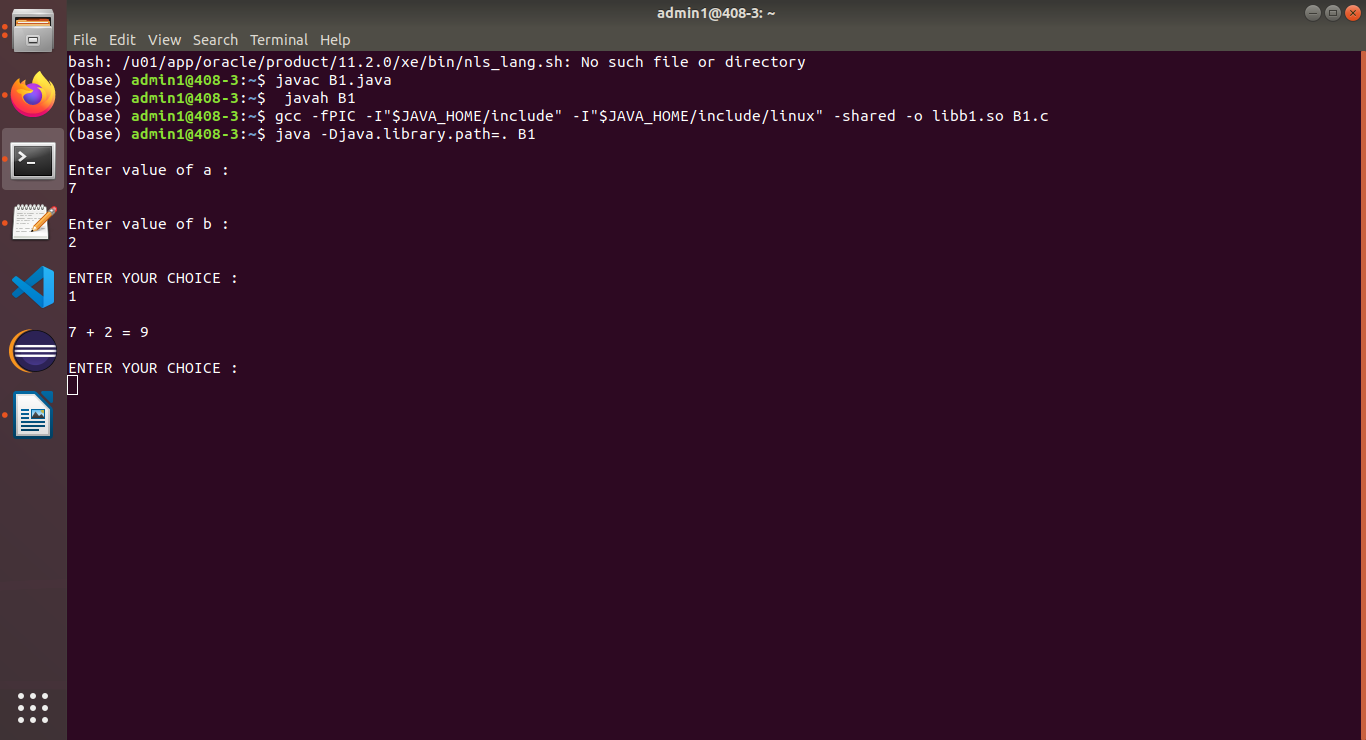 admin1@408-3: ~
File Edit View Search Terminal Help
bash: /u01/app/oracle/product/11.2.0/xe/bin/nls_lang.sh: No such file or directory
(base) admin1@408-3:~$ javac B1.java
(base) admin1@408-3:~$  javah B1
(base) admin1@408-3:~$ gcc -fPIC -I"$JAVA_HOME/include" -I"$JAVA_HOME/include/linux" -shared -o libb1.so B1.c
(base) admin1@408-3:~$ java -Djava.library.path=. B1
Enter value of a :
7
Enter value of b :
2
ENTER YOUR CHOICE :
1
7 + 2 = 9
ENTER YOUR CHOICE :